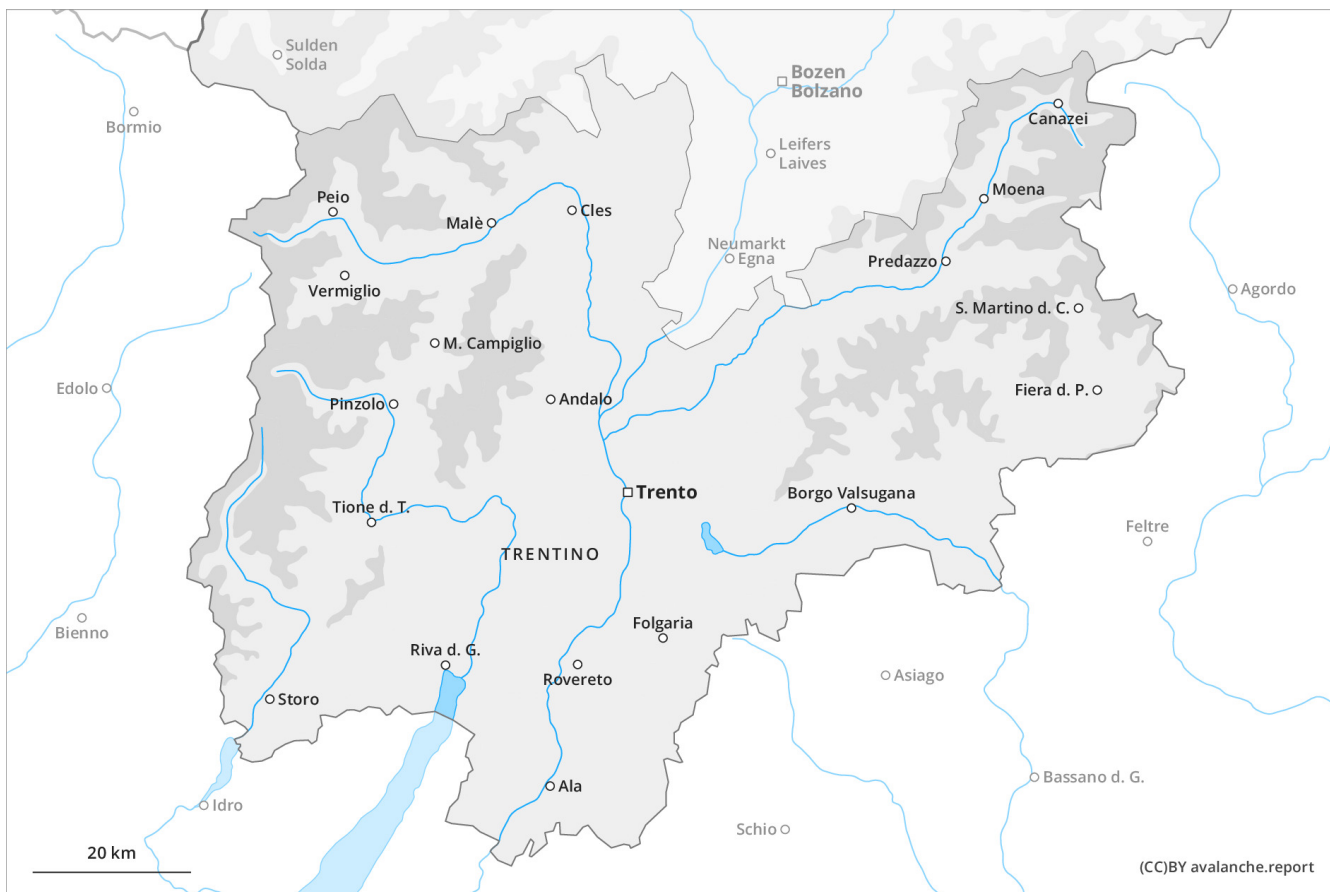 Sulden
Solda
Bozen
Bolzano
Bormio
Canazei
Leifers
Laives
Peio
Moena
Malè
Cles
Neumarkt
Egna
Predazzo
Vermiglio
Agordo
S. Martino d. C.
M. Campiglio
Edolo
Fiera d. P.
Andalo
Pinzolo
Trento
Borgo Valsugana
Tione d. T.
Feltre
TRENTINO
Bienno
Folgaria
Riva d. G.
Asiago
Rovereto
Storo
Bassano d. G.
Ala
Idro
Schio
20 km
(CC)BY avalanche.report